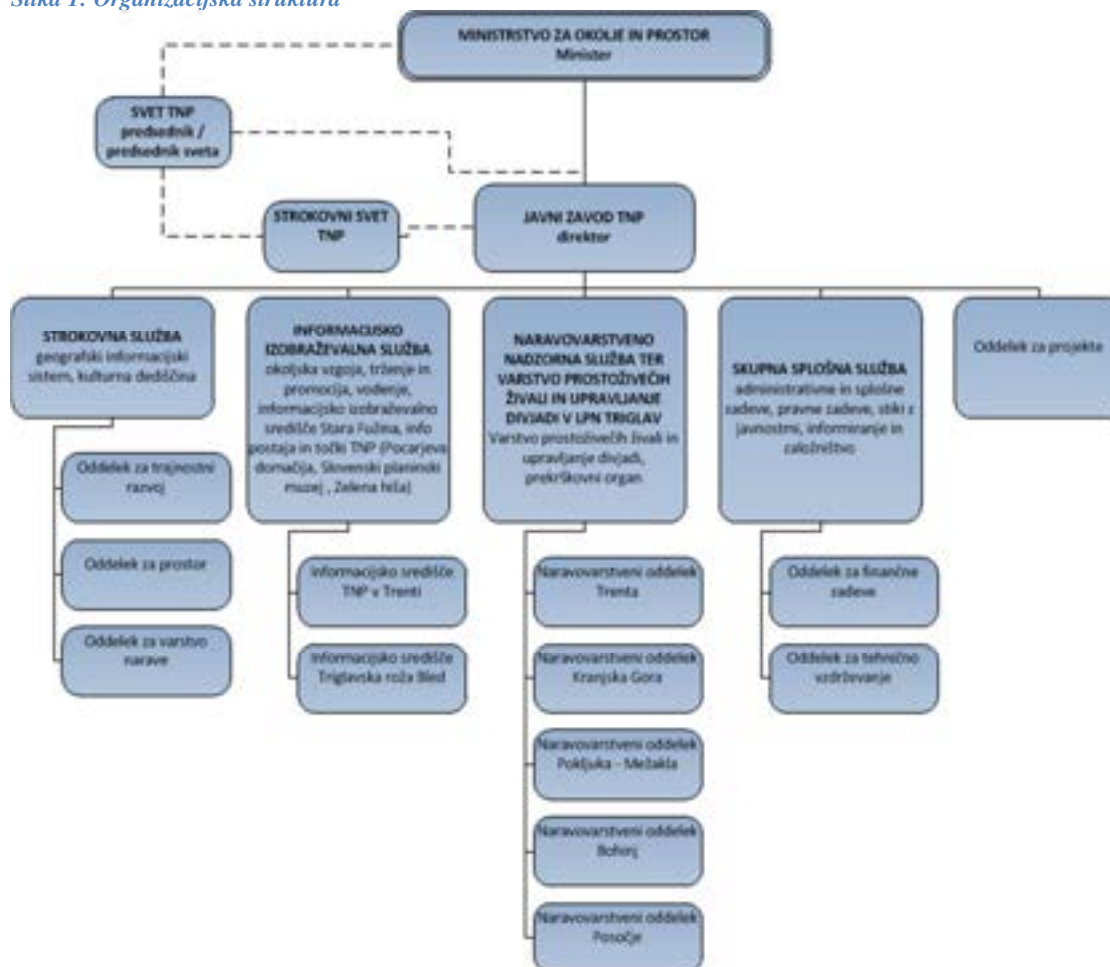 Slika 1: Organizacijska struktura
MINISTRSTVO ZA OKOLJE IN PROSTOR
Minister
SVET TNP
predsednik /
predsednik sveta
STROKOVNI SVET
TNP
JAVNI ZAVOD TNP
direktor
STROKOVNA SLUŽBA
geografski informacijski
sistem, kulturna dediščina
Oddelek za trajnostni
razvoj
Oddelek za prostor
Oddelek za varstvo
narave
INFORMACIJSKO
IZOBRAŽEVALNA SLUŽBA
okoljska vzgoja, trženje in
promocija, vodenje,
informacijsko izobraževalno
središče Stara Fužina, info
postaja in točki TNP (Pocarjeva
domačija, Slovenski planinski
muzej , Zelena hiša)
Informacijsko središče
TNP v Trenti
Informacijsko središče
Triglavska roža Bled
NARAVOVARSTVENO
NADZORNA SLUŽBA TER
VARSTVO PROSTOŽIVEČIH
ŽIVALI IN UPRAVLJANJE
DIVJADI V LPN TRIGLAV
Varstvo prostoživečih živali in
upravljanje divjadi,
prekrškovni organ
Naravovarstveni oddelek
Trenta
Naravovarstveni oddelek
Kranjska Gora
Naravovarstveni oddelek
Pokljuka - Mežakla
Naravovarstveni oddelek
Bohinj
Naravovarstveni oddelek
Posočje
SKUPNA SPLOŠNA SLUŽBA
administrativne in splošne
zadeve, pravne zadeve, stiki z
javnostmi, informiranje in
založništvo
Oddelek za finančne
zadeve
Oddelek za tehnično
vzdrževanje
Oddelek za projekte